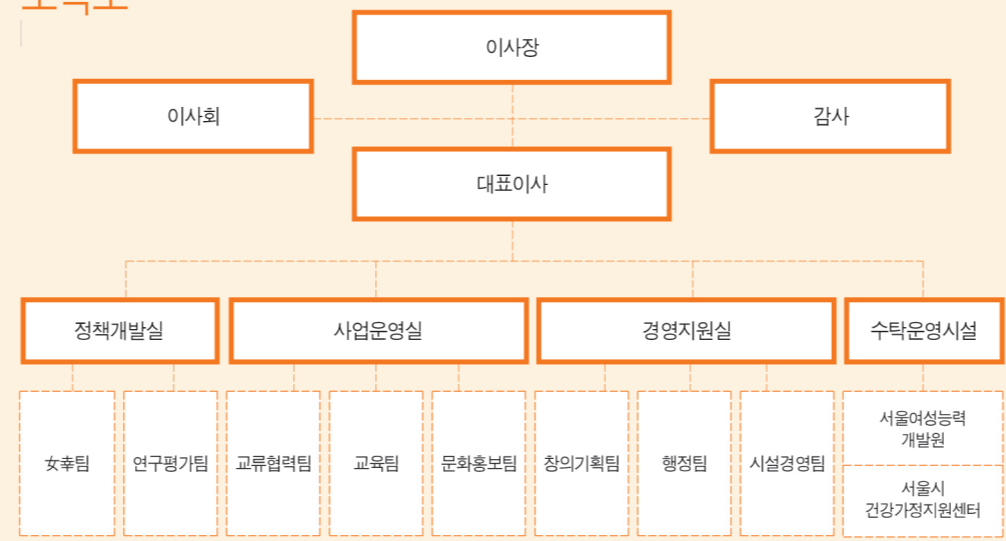 이사장
이사회
감사
대표이사
정책개발실
사업운영실
경영지원실
수탁운영시설
女幸팀
연구평가팀
교류협력팀
교육팀
문화홍보팀
창의기획팀
행정팀
시설경영팀
서울여성능력
개발원
서울시
건강가정지원센터